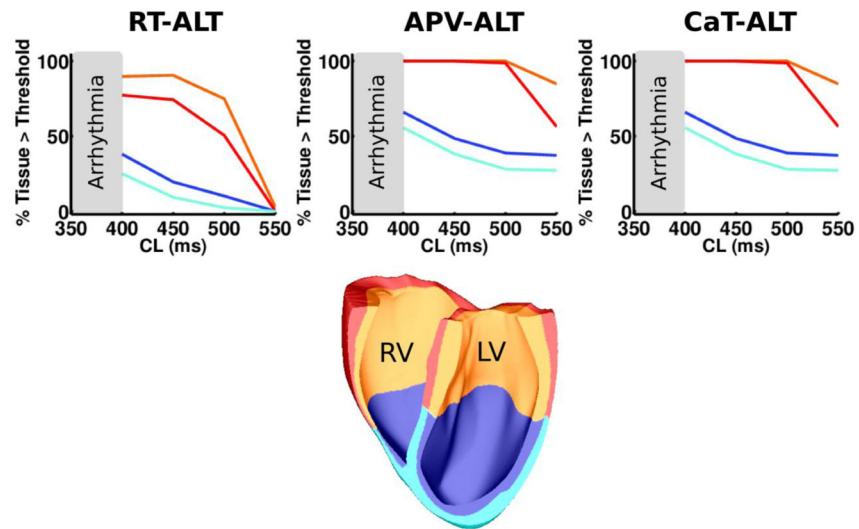 RT-ALT
% Tissue > Threshold
100
50
0
Arrhythmia
350 400 450 500 550
CL (ms)
APV-ALT
% Tissue > Threshold
100
50
0
Arrhythmia
350 400 450 500 550
CL (ms)
CaT-ALT
% Tissue > Threshold
100
50
0
Arrhythmia
350 400 450 500 550
CL (ms)
RV LV